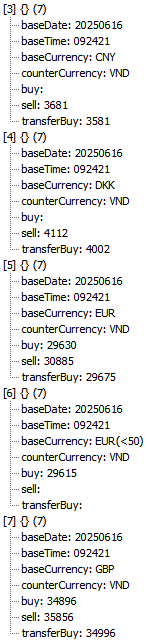 [3] {} (7)
baseDate: 20250616
baseTime: 092421
baseCurrency: CNY
counterCurrency: VND
buy:
sell: 3681
transferBuy: 3581
[4] {} (7)
baseDate: 20250616
baseTime: 092421
baseCurrency: DKK
counterCurrency: VND
buy:
sell: 4112
transferBuy: 4002
[5] {} (7)
baseDate: 20250616
baseTime: 092421
baseCurrency: EUR
counterCurrency: VND
buy: 29630
sell: 30885
transferBuy: 29675
[6] {} (7)
baseDate: 20250616
baseTime: 092421
baseCurrency: EUR(<50)
counterCurrency: VND
buy: 29615
sell:
transferBuy:
[7] {} (7)
baseDate: 20250616
baseTime: 092421
baseCurrency: GBP
counterCurrency: VND
buy: 34896
sell: 35856
transferBuy: 34996